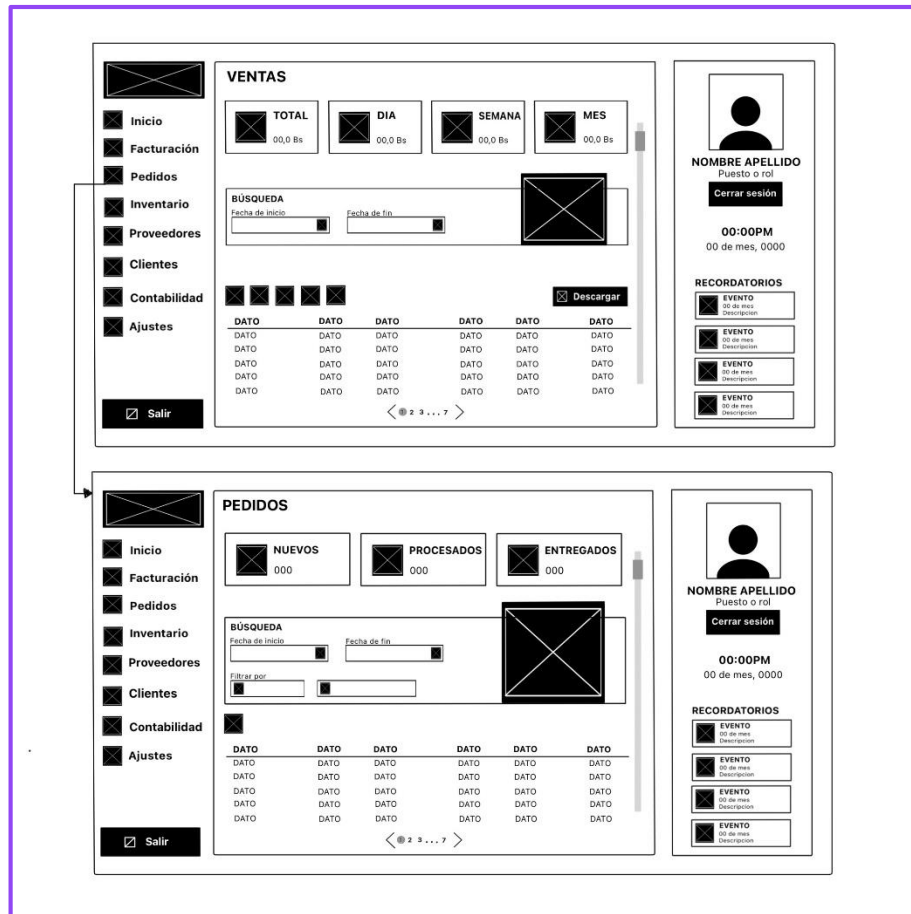 Inicio
Facturación
Pedidos
Inventario
Proveedores
Clientes
Contabilidad
Ajustes
Salir
VENTAS
TOTAL
00,0 Bs
DIA
00,0 Bs
SEMANA
00,0 Bs
MES
00,0 Bs
BÚSQUEDA
Fecha de inicio
Fecha de fin
Descargar
DATO DATO DATO DATO DATO DATO
DATO DATO DATO DATO DATO DATO
DATO DATO DATO DATO DATO DATO
DATO DATO DATO DATO DATO DATO
DATO DATO DATO DATO DATO DATO
DATO DATO DATO DATO DATO DATO
1 2 3 ... 7
NOMBRE APELLIDO
Puesto o rol
Cerrar sesión
00:00PM
00 de mes, 0000
RECORDATORIOS
EVENTO
00 de mes
Descripcion
EVENTO
00 de mes
Descripcion
EVENTO
00 de mes
Descripcion
EVENTO
00 de mes
Descripcion
Inicio
Facturación
Pedidos
Inventario
Proveedores
Clientes
Contabilidad
Ajustes
Salir
PEDIDOS
NUEVOS
000
PROCESADOS
000
ENTREGADOS
000
BÚSQUEDA
Fecha de inicio
Fecha de fin
Filtrar por
DATO DATO DATO DATO DATO DATO
DATO DATO DATO DATO DATO DATO
DATO DATO DATO DATO DATO DATO
DATO DATO DATO DATO DATO DATO
DATO DATO DATO DATO DATO DATO
DATO DATO DATO DATO DATO DATO
1 2 3 ... 7
NOMBRE APELLIDO
Puesto o rol
Cerrar sesión
00:00PM
00 de mes, 0000
RECORDATORIOS
EVENTO
00 de mes
Descripcion
EVENTO
00 de mes
Descripcion
EVENTO
00 de mes
Descripcion
EVENTO
00 de mes
Descripcion